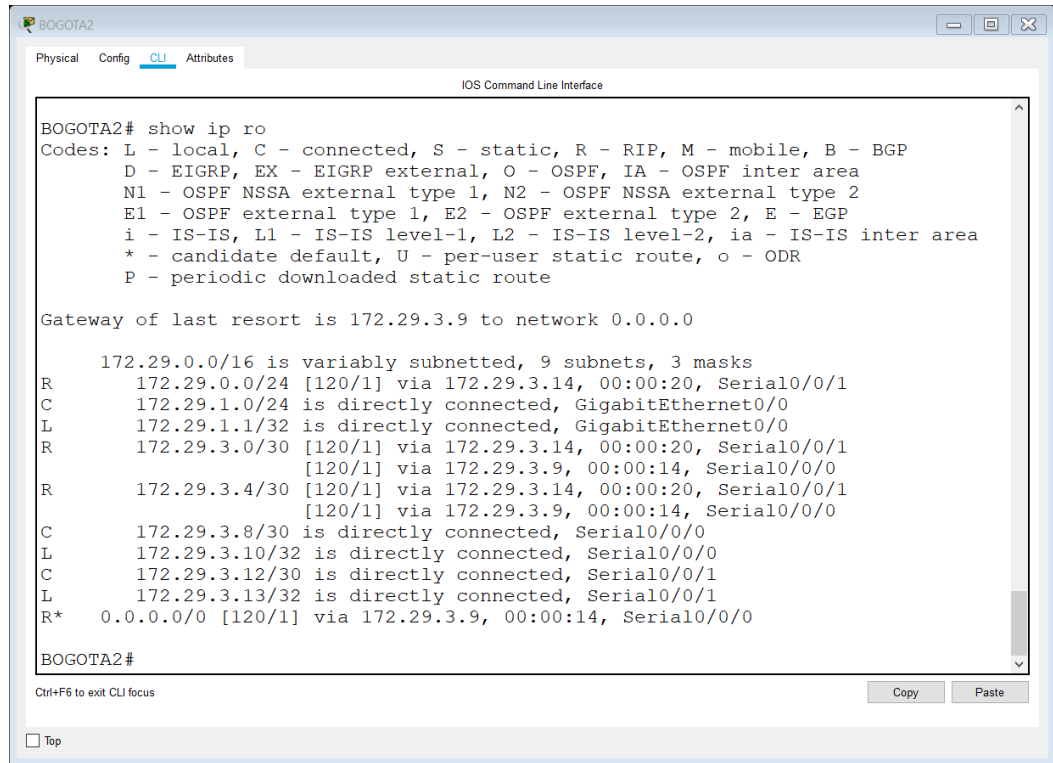 BOGOTA2
Physical Config CLI Attributes
IOS Command Line Interface
BOGOTA2# show ip ro
Codes: L - local, C - connected, S - static, R - RIP, M - mobile, B - BGP
       D - EIGRP, EX - EIGRP external, O - OSPF, IA - OSPF inter area
       N1 - OSPF NSSA external type 1, N2 - OSPF NSSA external type 2
       E1 - OSPF external type 1, E2 - OSPF external type 2, E - EGP
       i - IS-IS, L1 - IS-IS level-1, L2 - IS-IS level-2, ia - IS-IS inter area
       * - candidate default, U - per-user static route, o - ODR
       P - periodic downloaded static route
Gateway of last resort is 172.29.3.9 to network 0.0.0.0
     172.29.0.0/16 is variably subnetted, 9 subnets, 3 masks
R       172.29.0.0/24 [120/1] via 172.29.3.14, 00:00:20, Serial0/0/1
C       172.29.1.0/24 is directly connected, GigabitEthernet0/0
L       172.29.1.1/32 is directly connected, GigabitEthernet0/0
R       172.29.3.0/30 [120/1] via 172.29.3.14, 00:00:20, Serial0/0/1
                      [120/1] via 172.29.3.9, 00:00:14, Serial0/0/0
R       172.29.3.4/30 [120/1] via 172.29.3.14, 00:00:20, Serial0/0/1
                      [120/1] via 172.29.3.9, 00:00:14, Serial0/0/0
C       172.29.3.8/30 is directly connected, Serial0/0/0
L       172.29.3.10/32 is directly connected, Serial0/0/0
C       172.29.3.12/30 is directly connected, Serial0/0/1
L       172.29.3.13/32 is directly connected, Serial0/0/1
R*   0.0.0.0/0 [120/1] via 172.29.3.9, 00:00:14, Serial0/0/0
BOGOTA2#
Ctrl+F6 to exit CLI focus
Copy Paste
Top